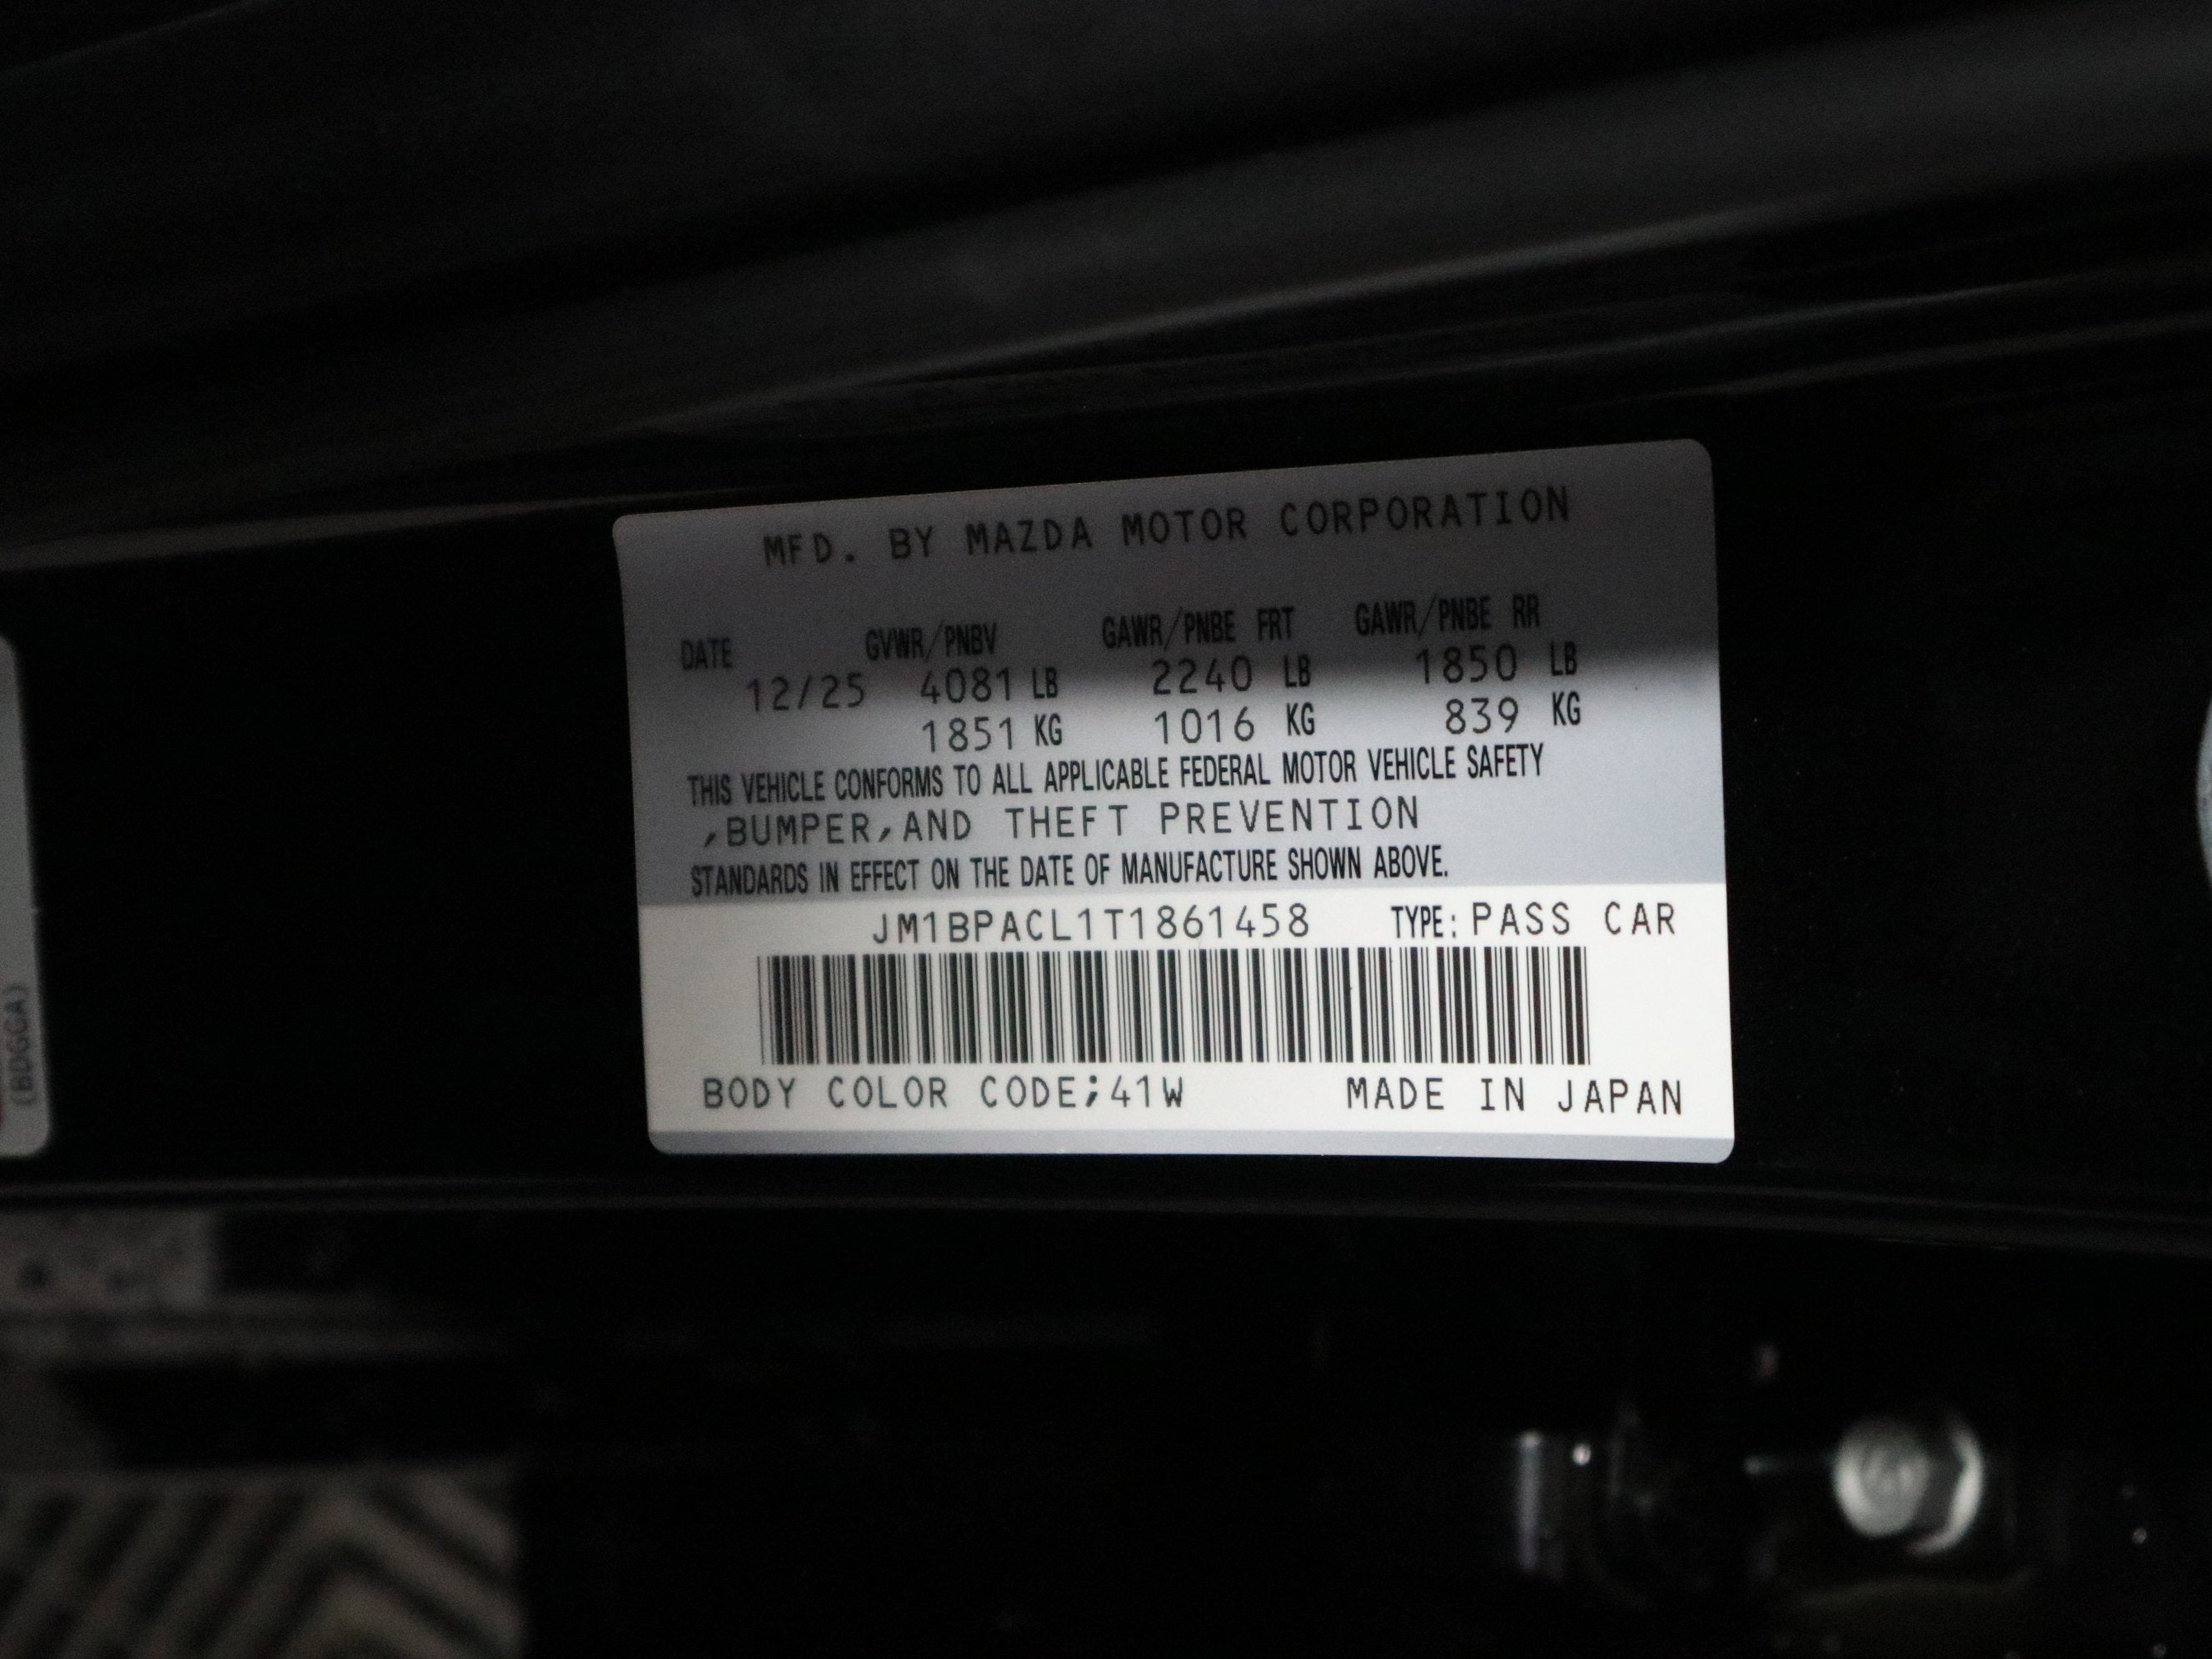 MFD. BY MAZDA MOTOR CORPORATION
DATE GVWR/PNBV GAWR/PNBE FRT GAWR/PNBE RR
12/25 4081 LB 2240 LB 1850 LB
1851 KG 1016 KG 839 KG
THIS VEHICLE CONFORMS TO ALL APPLICABLE FEDERAL MOTOR VEHICLE SAFETY
,BUMPER,AND THEFT PREVENTION
STANDARDS IN EFFECT ON THE DATE OF MANUFACTURE SHOWN ABOVE.
JM1BPACL1T1861458 TYPE: PASS CAR
BODY COLOR CODE;41W MADE IN JAPAN
(BDGGA)